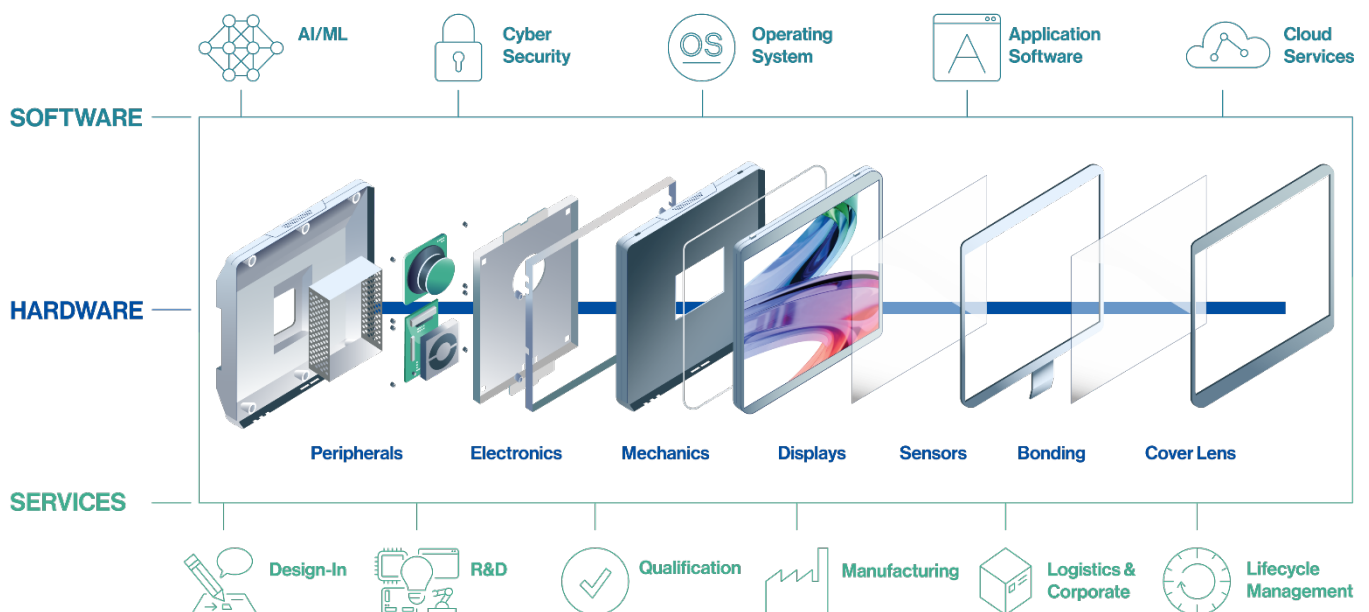 AI/ML
Cyber
Security
OS
Operating
System
A
Application
Software
Cloud
Services
SOFTWARE
HARDWARE
Peripherals
Electronics
Mechanics
Displays
Sensors
Bonding
Cover Lens
SERVICES
Design-In
R&D
Qualification
Manufacturing
Logistics &
Corporate
Lifecycle
Management